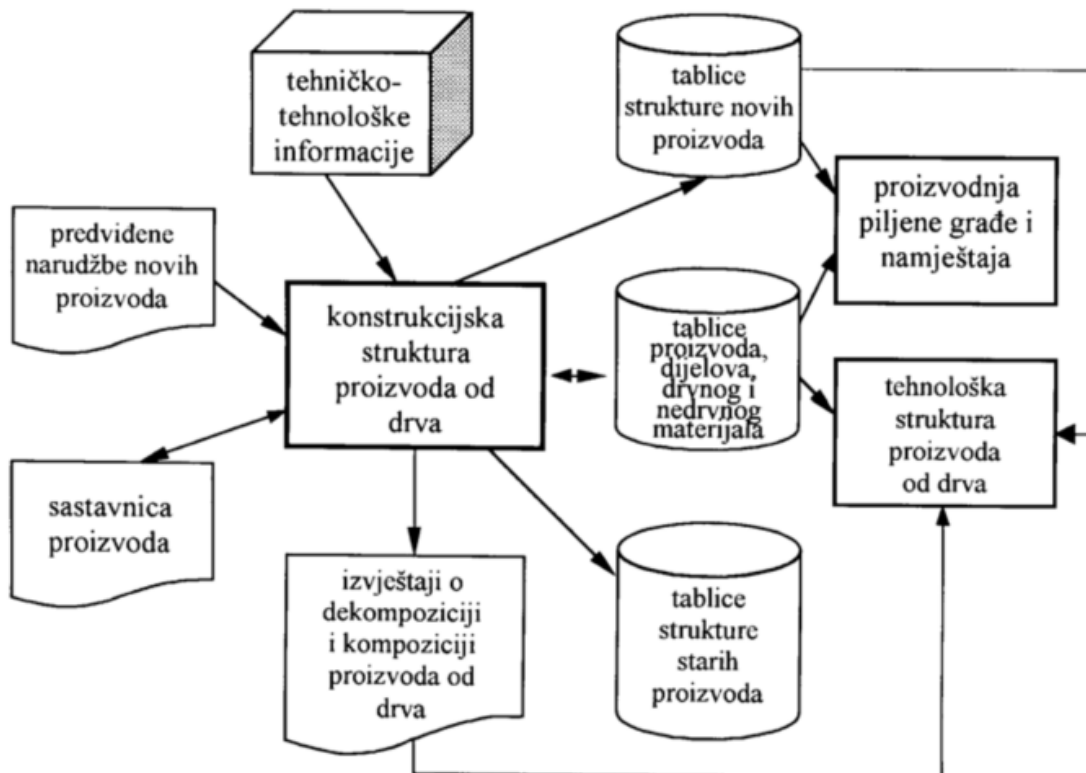 tehničko-
tehnološke
informacije
tablice
strukture novih
proizvoda
proizvodnja
piljene građe i
namještaja
predviđene
narudžbe novih
proizvoda
konstrukcijska
struktura
proizvoda od
drva
tablice
proizvoda,
dijelova,
drvnog i
nedrvnog
materijala
tehnološka
struktura
proizvoda
od drva
sastavnica
proizvoda
izvještaji o
dekompoziciji
i kompoziciji
proizvoda od
drva
tablice
strukture
starih
proizvoda